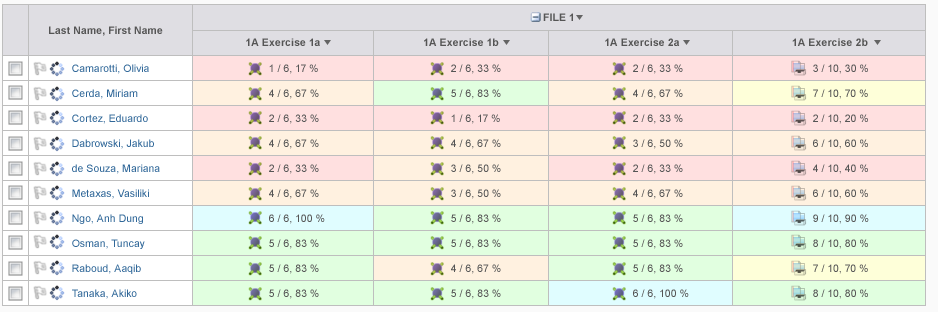 FILE 1
Last Name, First Name
1A Exercise 1a 1A Exercise 1b 1A Exercise 2a 1A Exercise 2b
Camarotti, Olivia 1 / 6, 17 % 2 / 6, 33 % 2 / 6, 33 % 3 / 10, 30 %
Cerda, Miriam 4 / 6, 67 % 5 / 6, 83 % 4 / 6, 67 % 7 / 10, 70 %
Cortez, Eduardo 2 / 6, 33 % 1 / 6, 17 % 2 / 6, 33 % 2 / 10, 20 %
Dabrowski, Jakub 4 / 6, 67 % 4 / 6, 67 % 3 / 6, 50 % 6 / 10, 60 %
de Souza, Mariana 2 / 6, 33 % 3 / 6, 50 % 2 / 6, 33 % 4 / 10, 40 %
Metaxas, Vasiliki 4 / 6, 67 % 3 / 6, 50 % 4 / 6, 67 % 6 / 10, 60 %
Ngo, Anh Dung 6 / 6, 100 % 5 / 6, 83 % 5 / 6, 83 % 9 / 10, 90 %
Osman, Tuncay 5 / 6, 83 % 5 / 6, 83 % 5 / 6, 83 % 8 / 10, 80 %
Raboud, Aaqib 5 / 6, 83 % 4 / 6, 67 % 5 / 6, 83 % 7 / 10, 70 %
Tanaka, Akiko 5 / 6, 83 % 5 / 6, 83 % 6 / 6, 100 % 8 / 10, 80 %